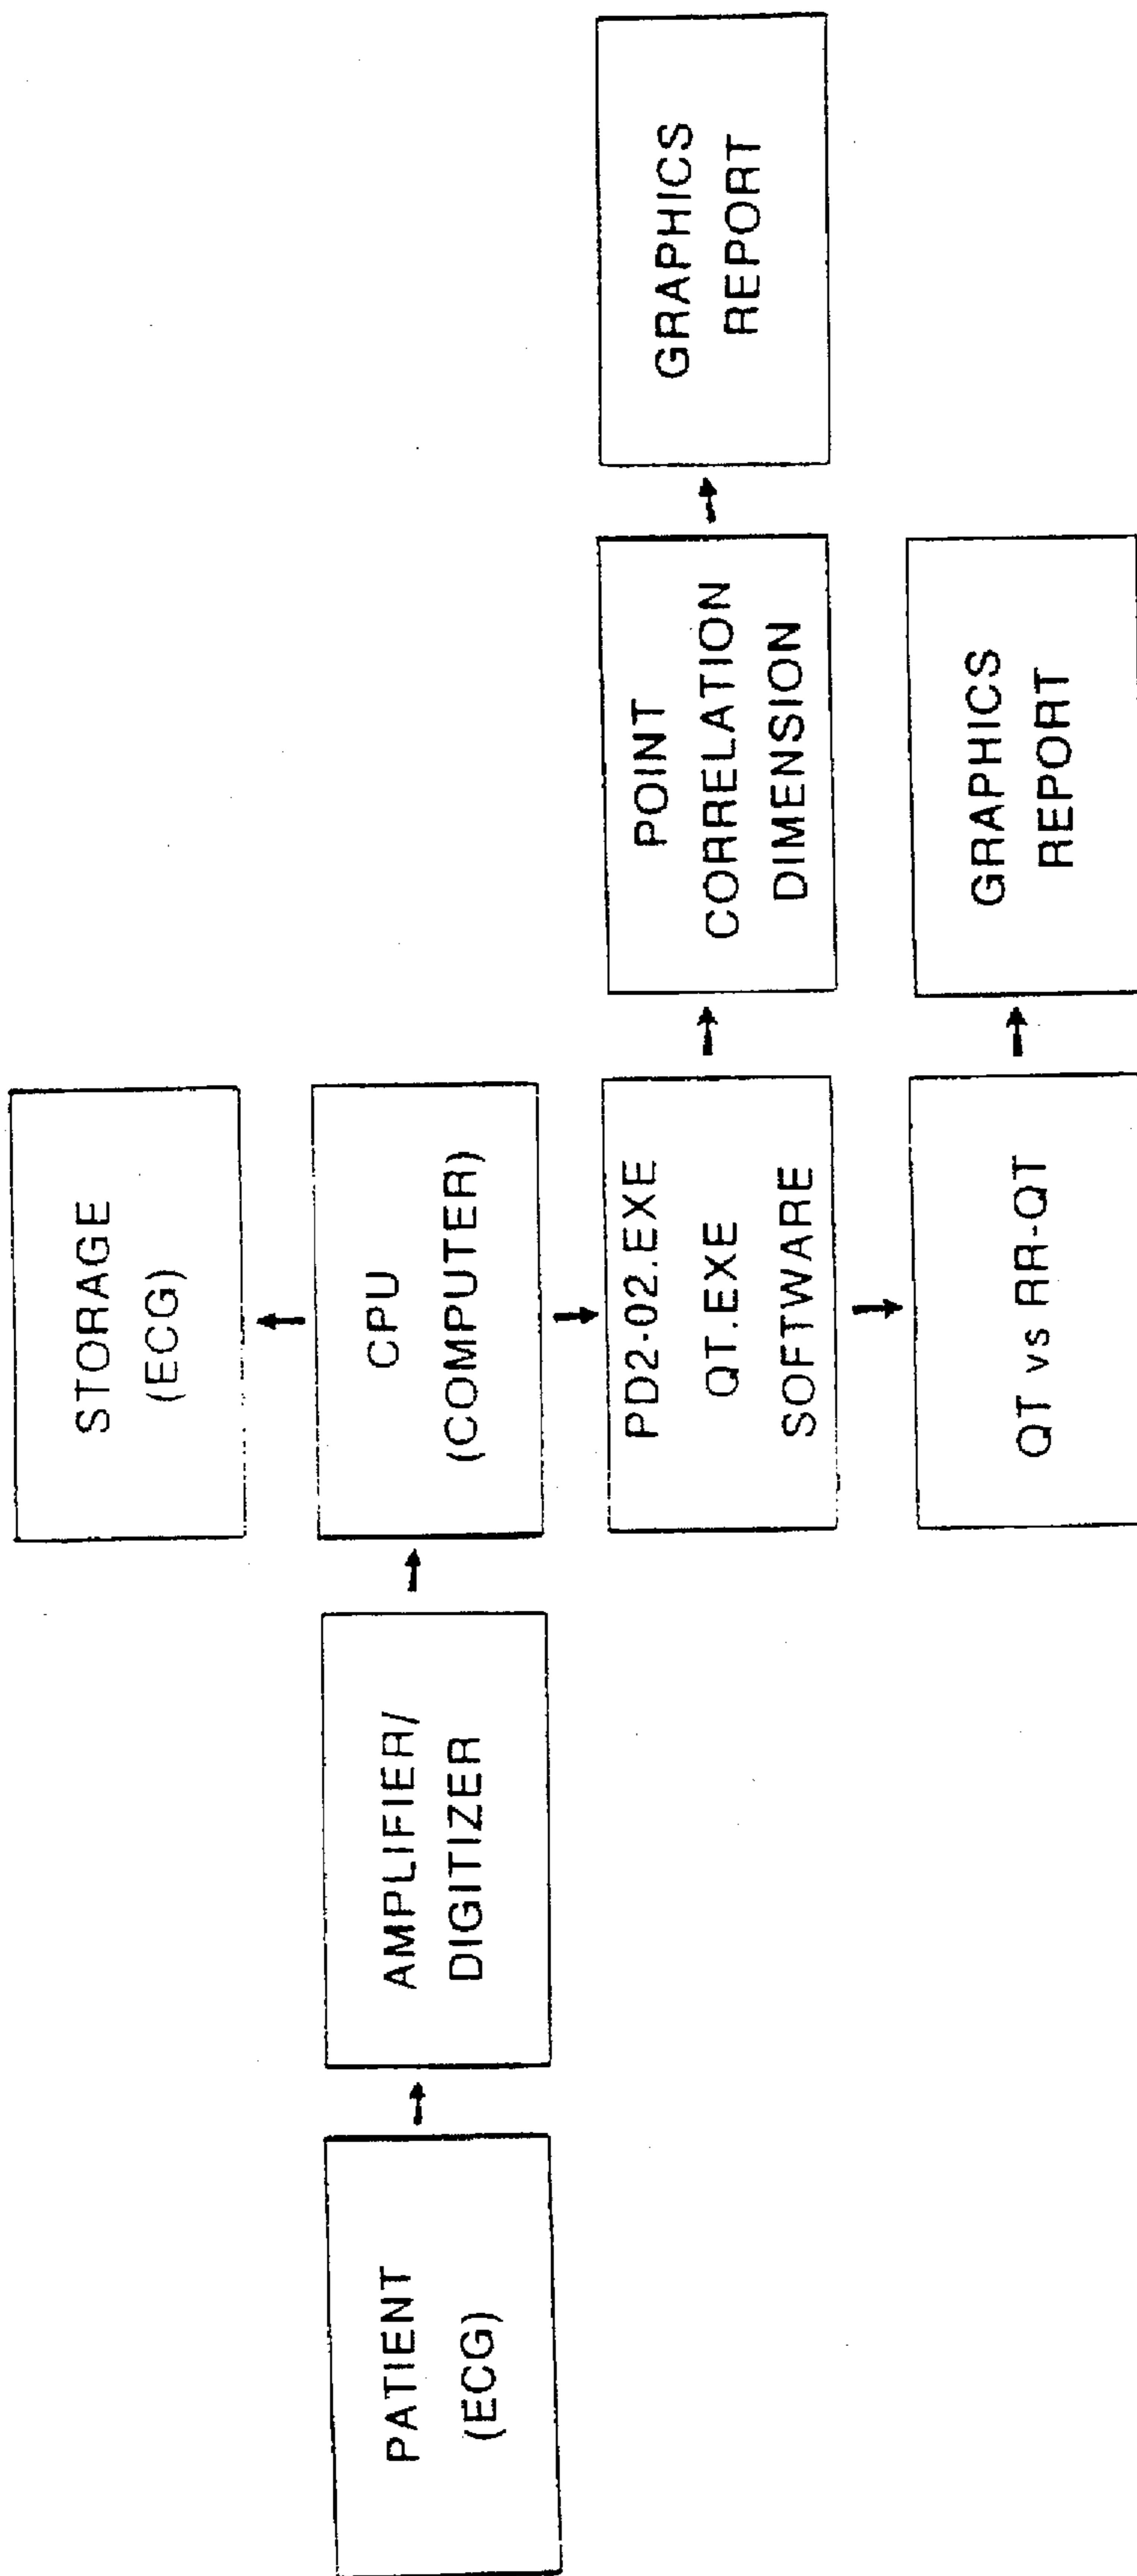 STORAGE
(ECG)
PATIENT
(ECG)
AMPLIFIER/
DIGITIZER
CPU
(COMPUTER)
PD2-02.EXE
QT.EXE
SOFTWARE
POINT
CORRELATION
DIMENSION
GRAPHICS
REPORT
QT vs RR-QT
GRAPHICS
REPORT